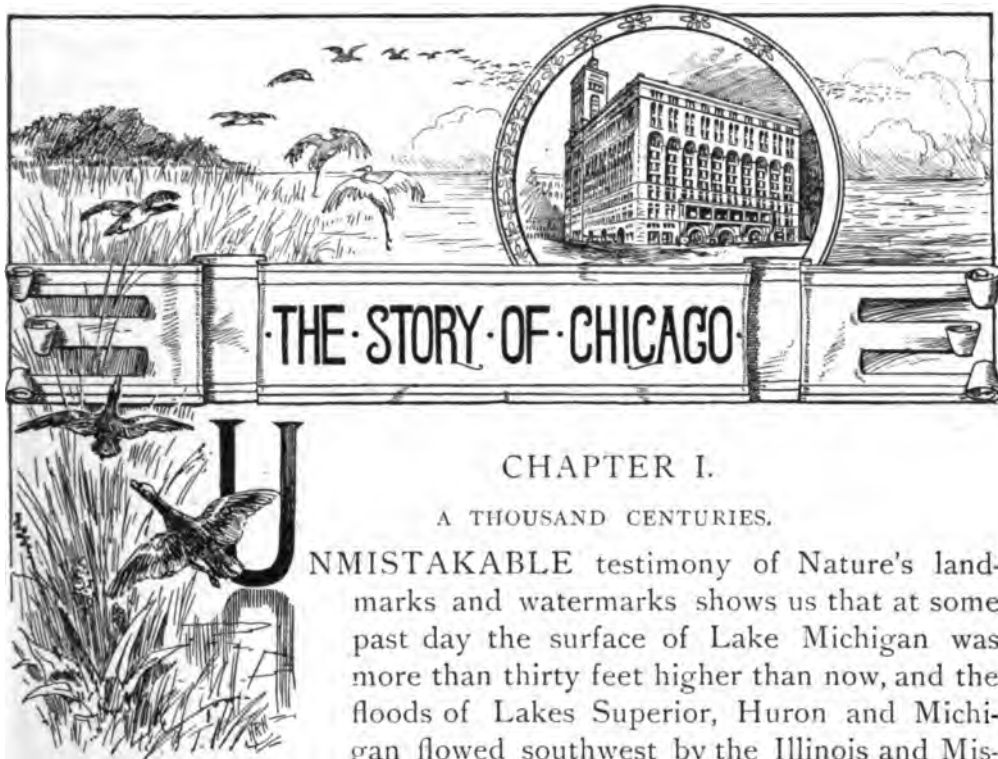 ·THE·STORY·OF·CHICAGO·
CHAPTER I.
A THOUSAND CENTURIES.
UNMISTAKABLE testimony of Nature's land-
marks and watermarks shows us that at some
past day the surface of Lake Michigan was
more than thirty feet higher than now, and the
floods of Lakes Superior, Huron and Michi-
gan flowed southwest by the Illinois and Mis-